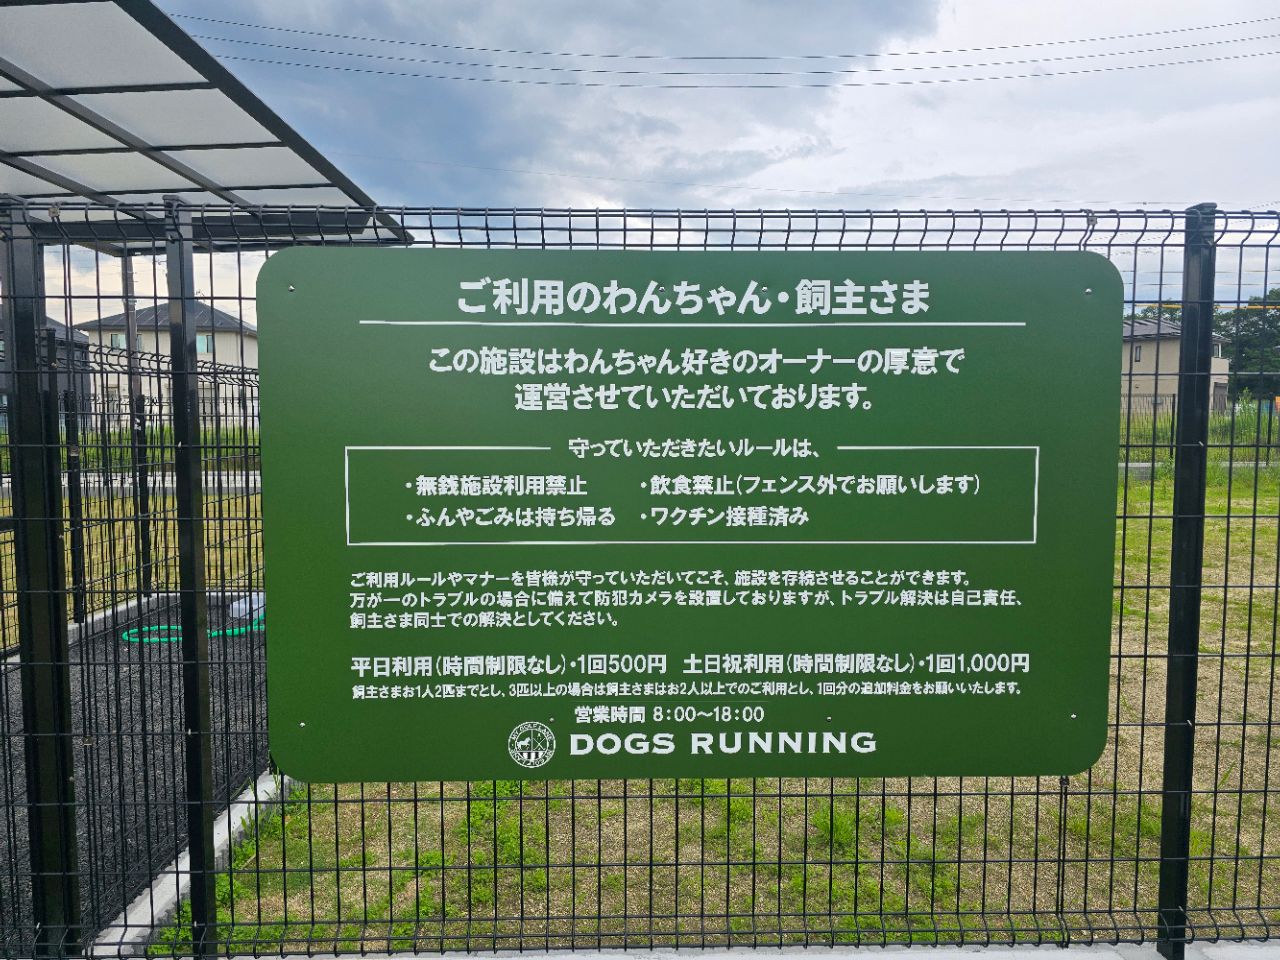 ご利用のわんちゃん・飼主さま
この施設はわんちゃん好きのオーナーの厚意で
運営させていただいております。
守っていただきたいルールは、
・無銭施設利用禁止　・飲食禁止(フェンス外でお願いします)
・ふんやごみは持ち帰る　・ワクチン接種済み
ご利用ルールやマナーを皆様が守っていただいてこそ、施設を存続させることができます。
万が一のトラブルの場合に備えて防犯カメラを設置しておりますが、トラブル解決は自己責任、
飼主さま同士での解決としてください。
平日利用(時間制限なし)・1回500円　土日祝利用(時間制限なし)・1回1,000円
飼主さまお1人2匹までとし、3匹以上の場合は飼主さまはお2人以上でのご利用とし、1回分の追加料金をお願いいたします。
営業時間 8:00～18:00
DOGS RUNNING